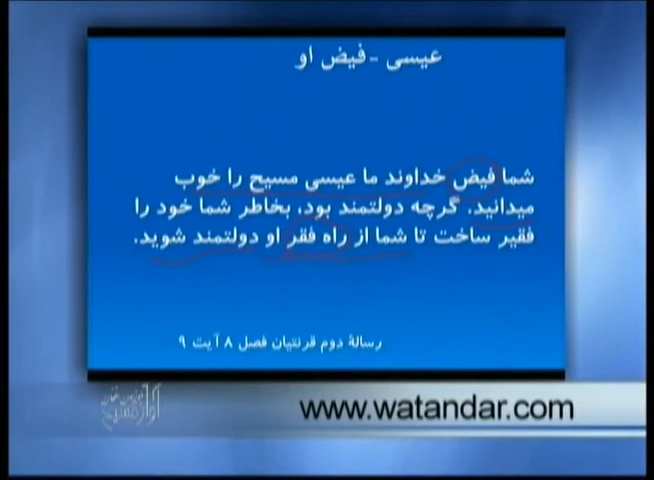 عیسی - فیض او
شما فیض خداوند ما عیسی مسیح را خوب
میدانید. گرچه دولتمند بود، بخاطر شما خود را
فقیر ساخت تا شما از راه فقر او دولتمند شوید.
رسالۀ دوم قرنتیان فصل ۸ آیت ۹
www.watandar.com